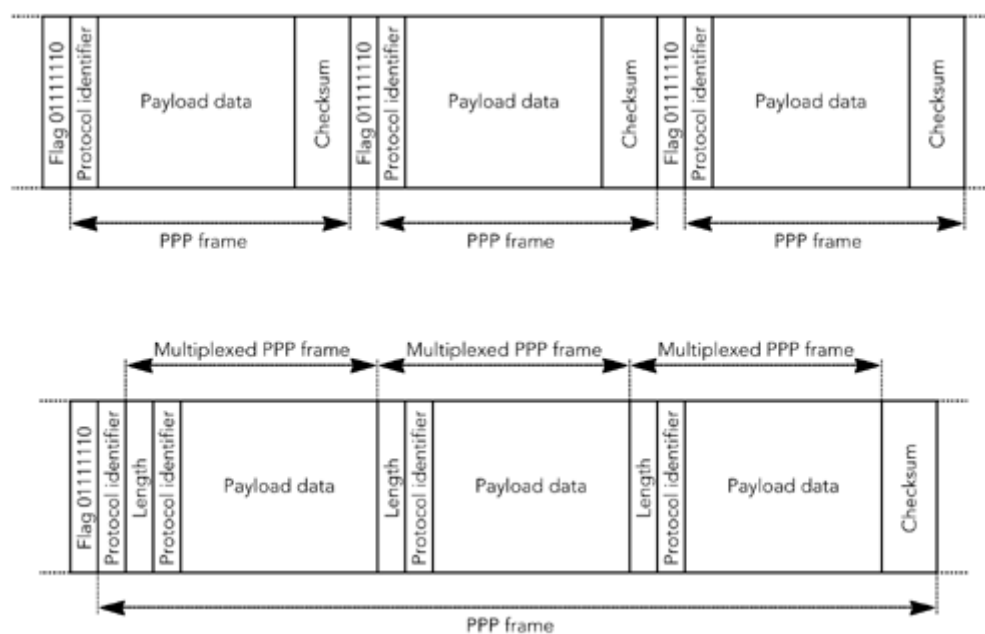 Flag 01111110
Protocol identifier
Payload data
Checksum
Flag 01111110
Protocol identifier
Payload data
Checksum
Flag 01111110
Protocol identifier
Payload data
Checksum
PPP frame
PPP frame
PPP frame
Multiplexed PPP frame
Multiplexed PPP frame
Multiplexed PPP frame
Flag 01111110
Protocol identifier
Length
Protocol identifier
Payload data
Length
Protocol identifier
Payload data
Length
Protocol identifier
Payload data
Checksum
PPP frame